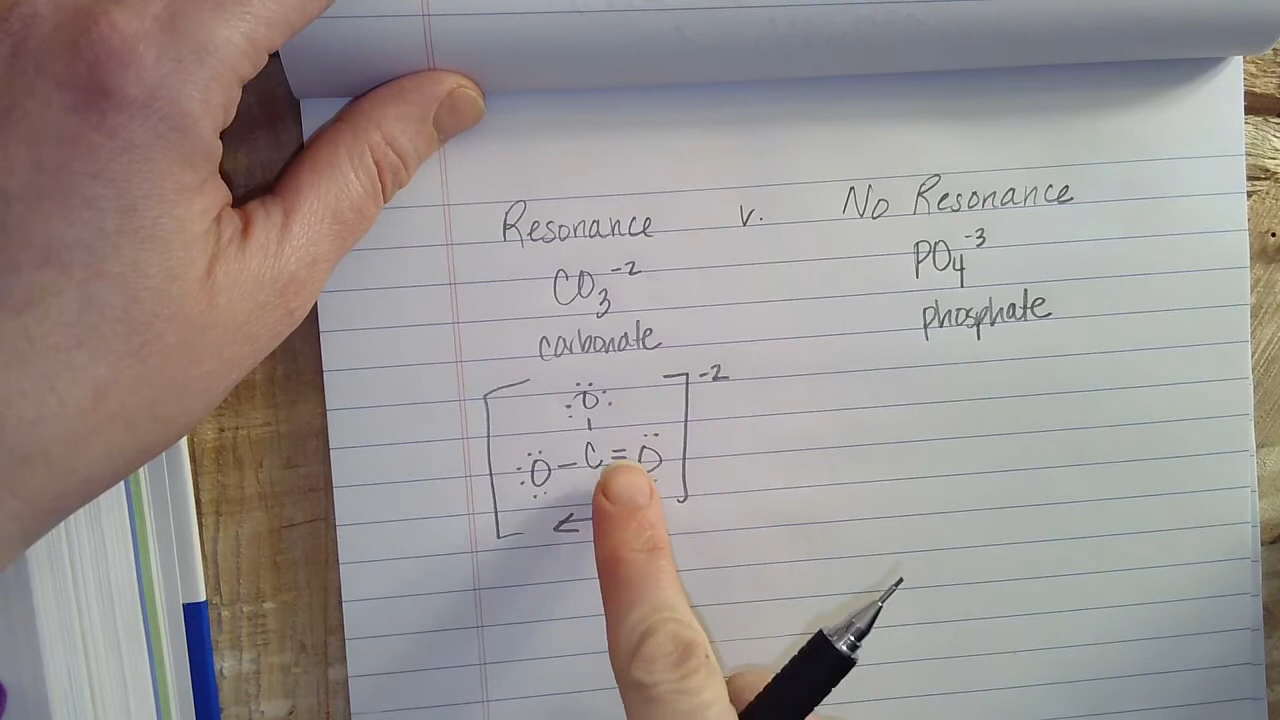 Resonance v. No Resonance
CO3-2 PO4-3
carbonate phosphate
-2
O
O-C=O